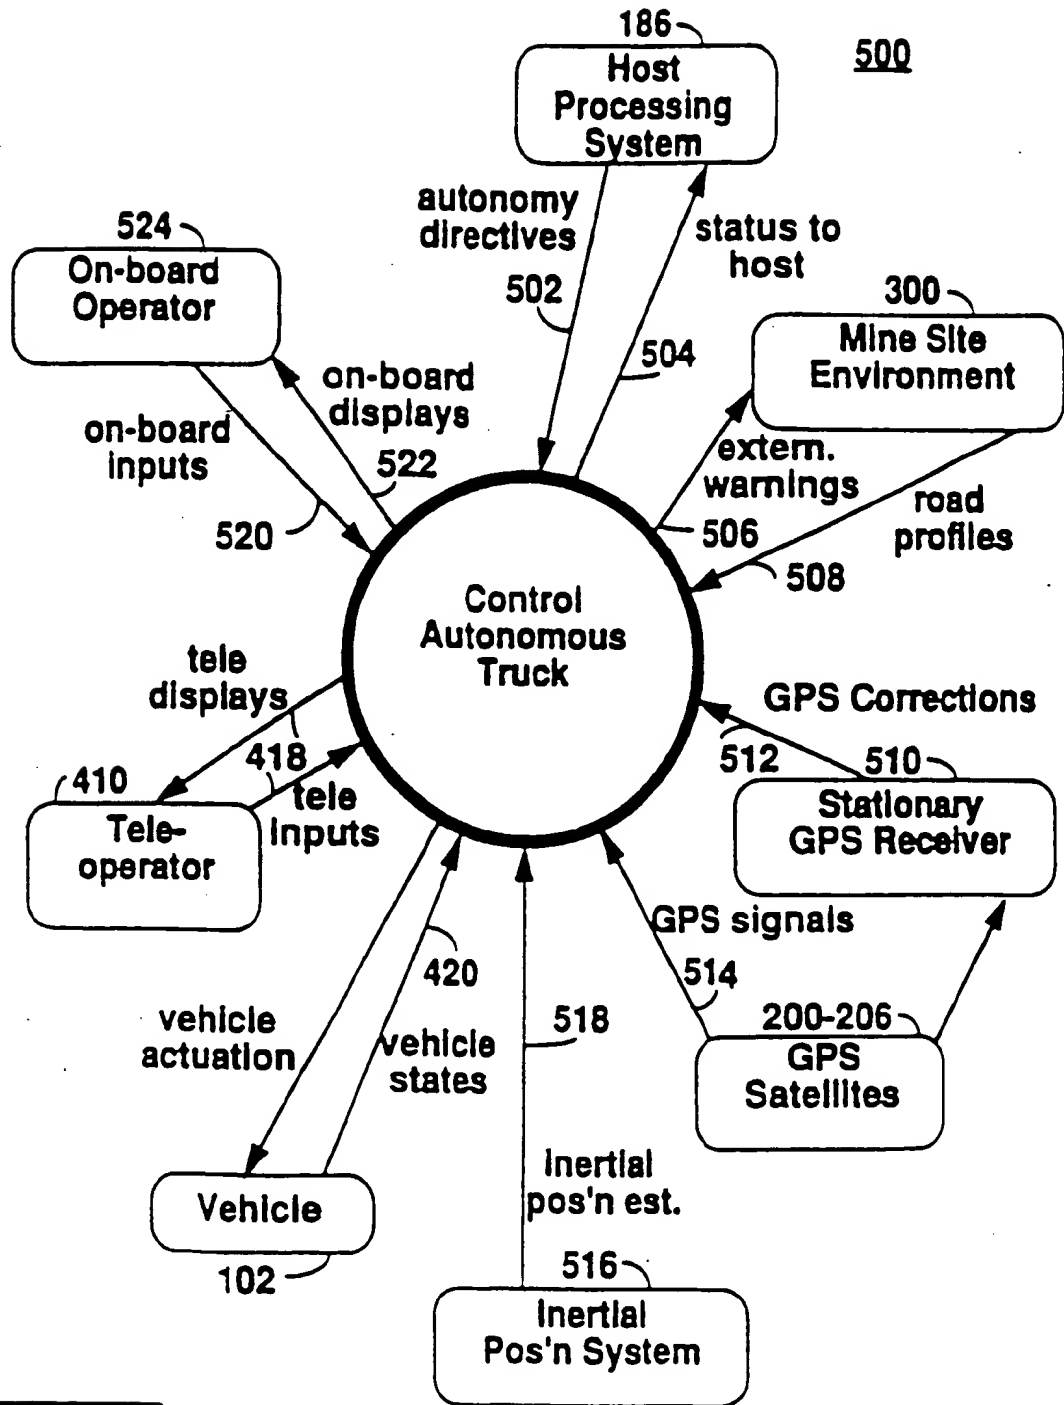 186
500
Host
Processing
System
autonomy
directives
502
status to
host
504
524
On-board
Operator
on-board
displays
522
on-board
inputs
520
300
Mine Site
Environment
extern.
warnings
506
road
profiles
508
Control
Autonomous
Truck
tele
displays
418
410
Tele-
operator
418
tele
inputs
GPS Corrections
512
510
Stationary
GPS Receiver
GPS signals
514
200-206
GPS
Satellites
420
vehicle
actuation
vehicle
states
518
Vehicle
102
Inertial
pos'n est.
516
Inertial
Pos'n System